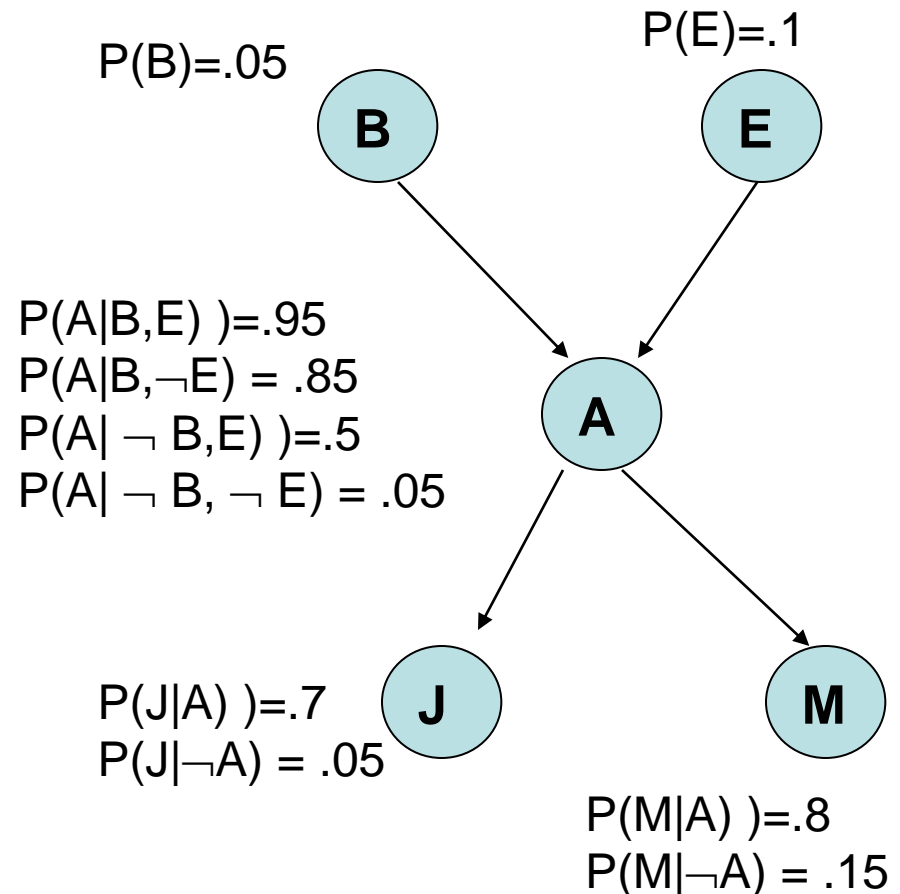 P(E)=.1
P(B)=.05
B
E
P(A|B,E) )=.95
P(A|B,¬E) = .85
P(A| ¬ B,E) )=.5
P(A| ¬ B, ¬ E) = .05
A
P(J|A) )=.7
P(J|¬A) = .05
J
M
P(M|A) )=.8
P(M|¬A) = .15